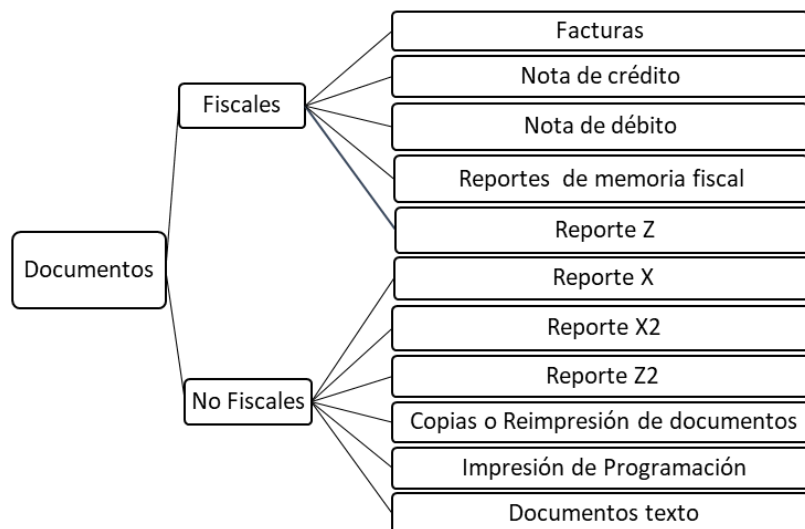 Facturas
Nota de crédito
Fiscales
Nota de débito
Reportes de memoria fiscal
Reporte Z
Documentos
Reporte X
Reporte X2
Reporte Z2
No Fiscales
Copias o Reimpresión de documentos
Impresión de Programación
Documentos texto